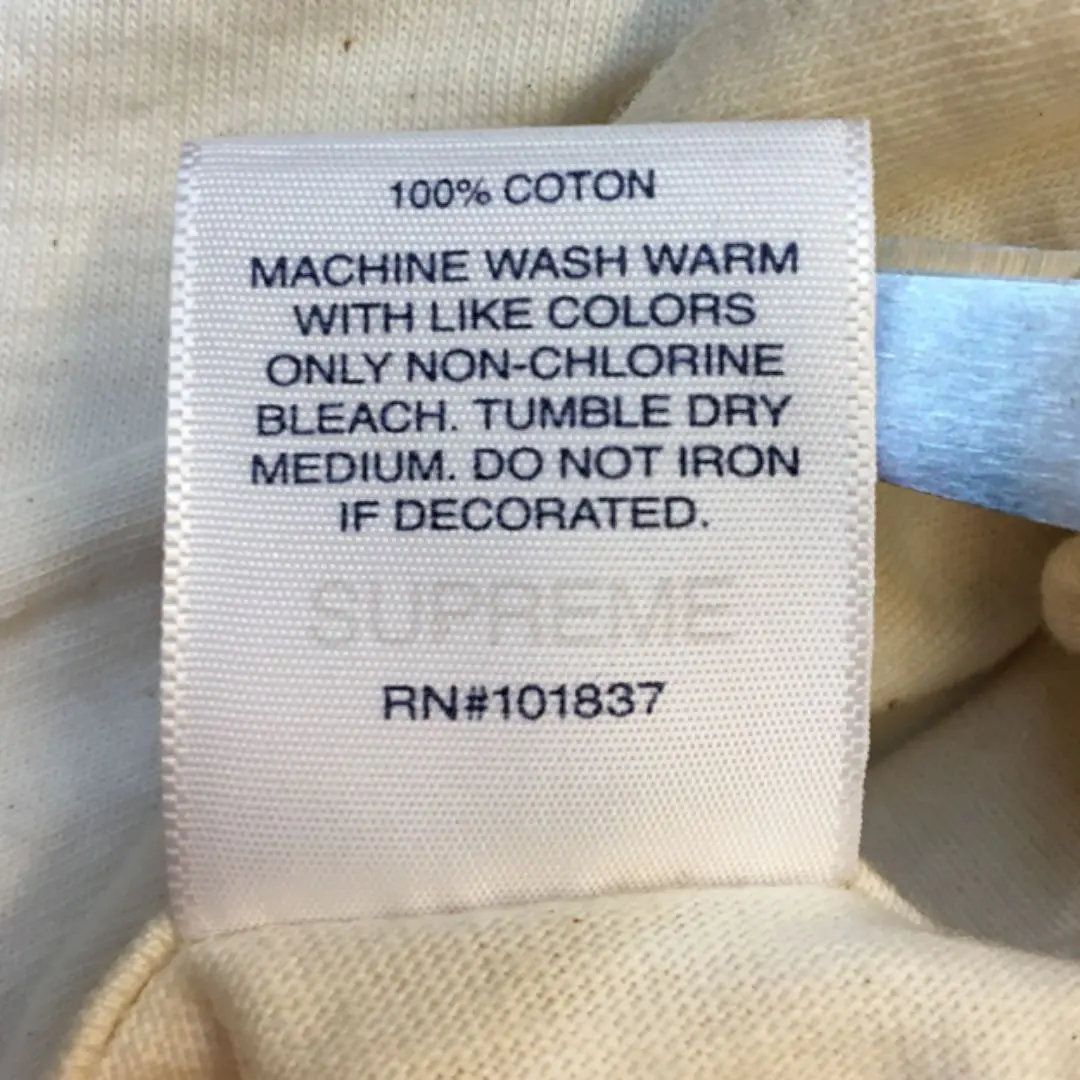 100% COTON
MACHINE WASH WARM
WITH LIKE COLORS
ONLY NON-CHLORINE
BLEACH. TUMBLE DRY
MEDIUM. DO NOT IRON
IF DECORATED.
SUPREME
RN#101837